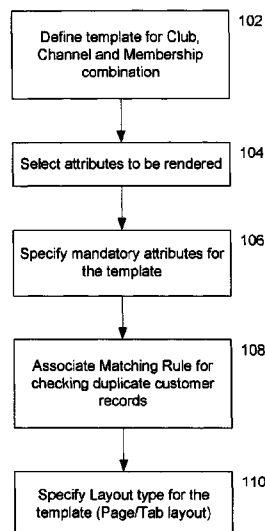 102
Define template for Club,
Channel and Membership
combination
104
Select attributes to be rendered
106
Specify mandatory attributes for
the template
108
Associate Matching Rule for
checking duplicate customer
records
110
Specify Layout type for the
template (Page/Tab layout)